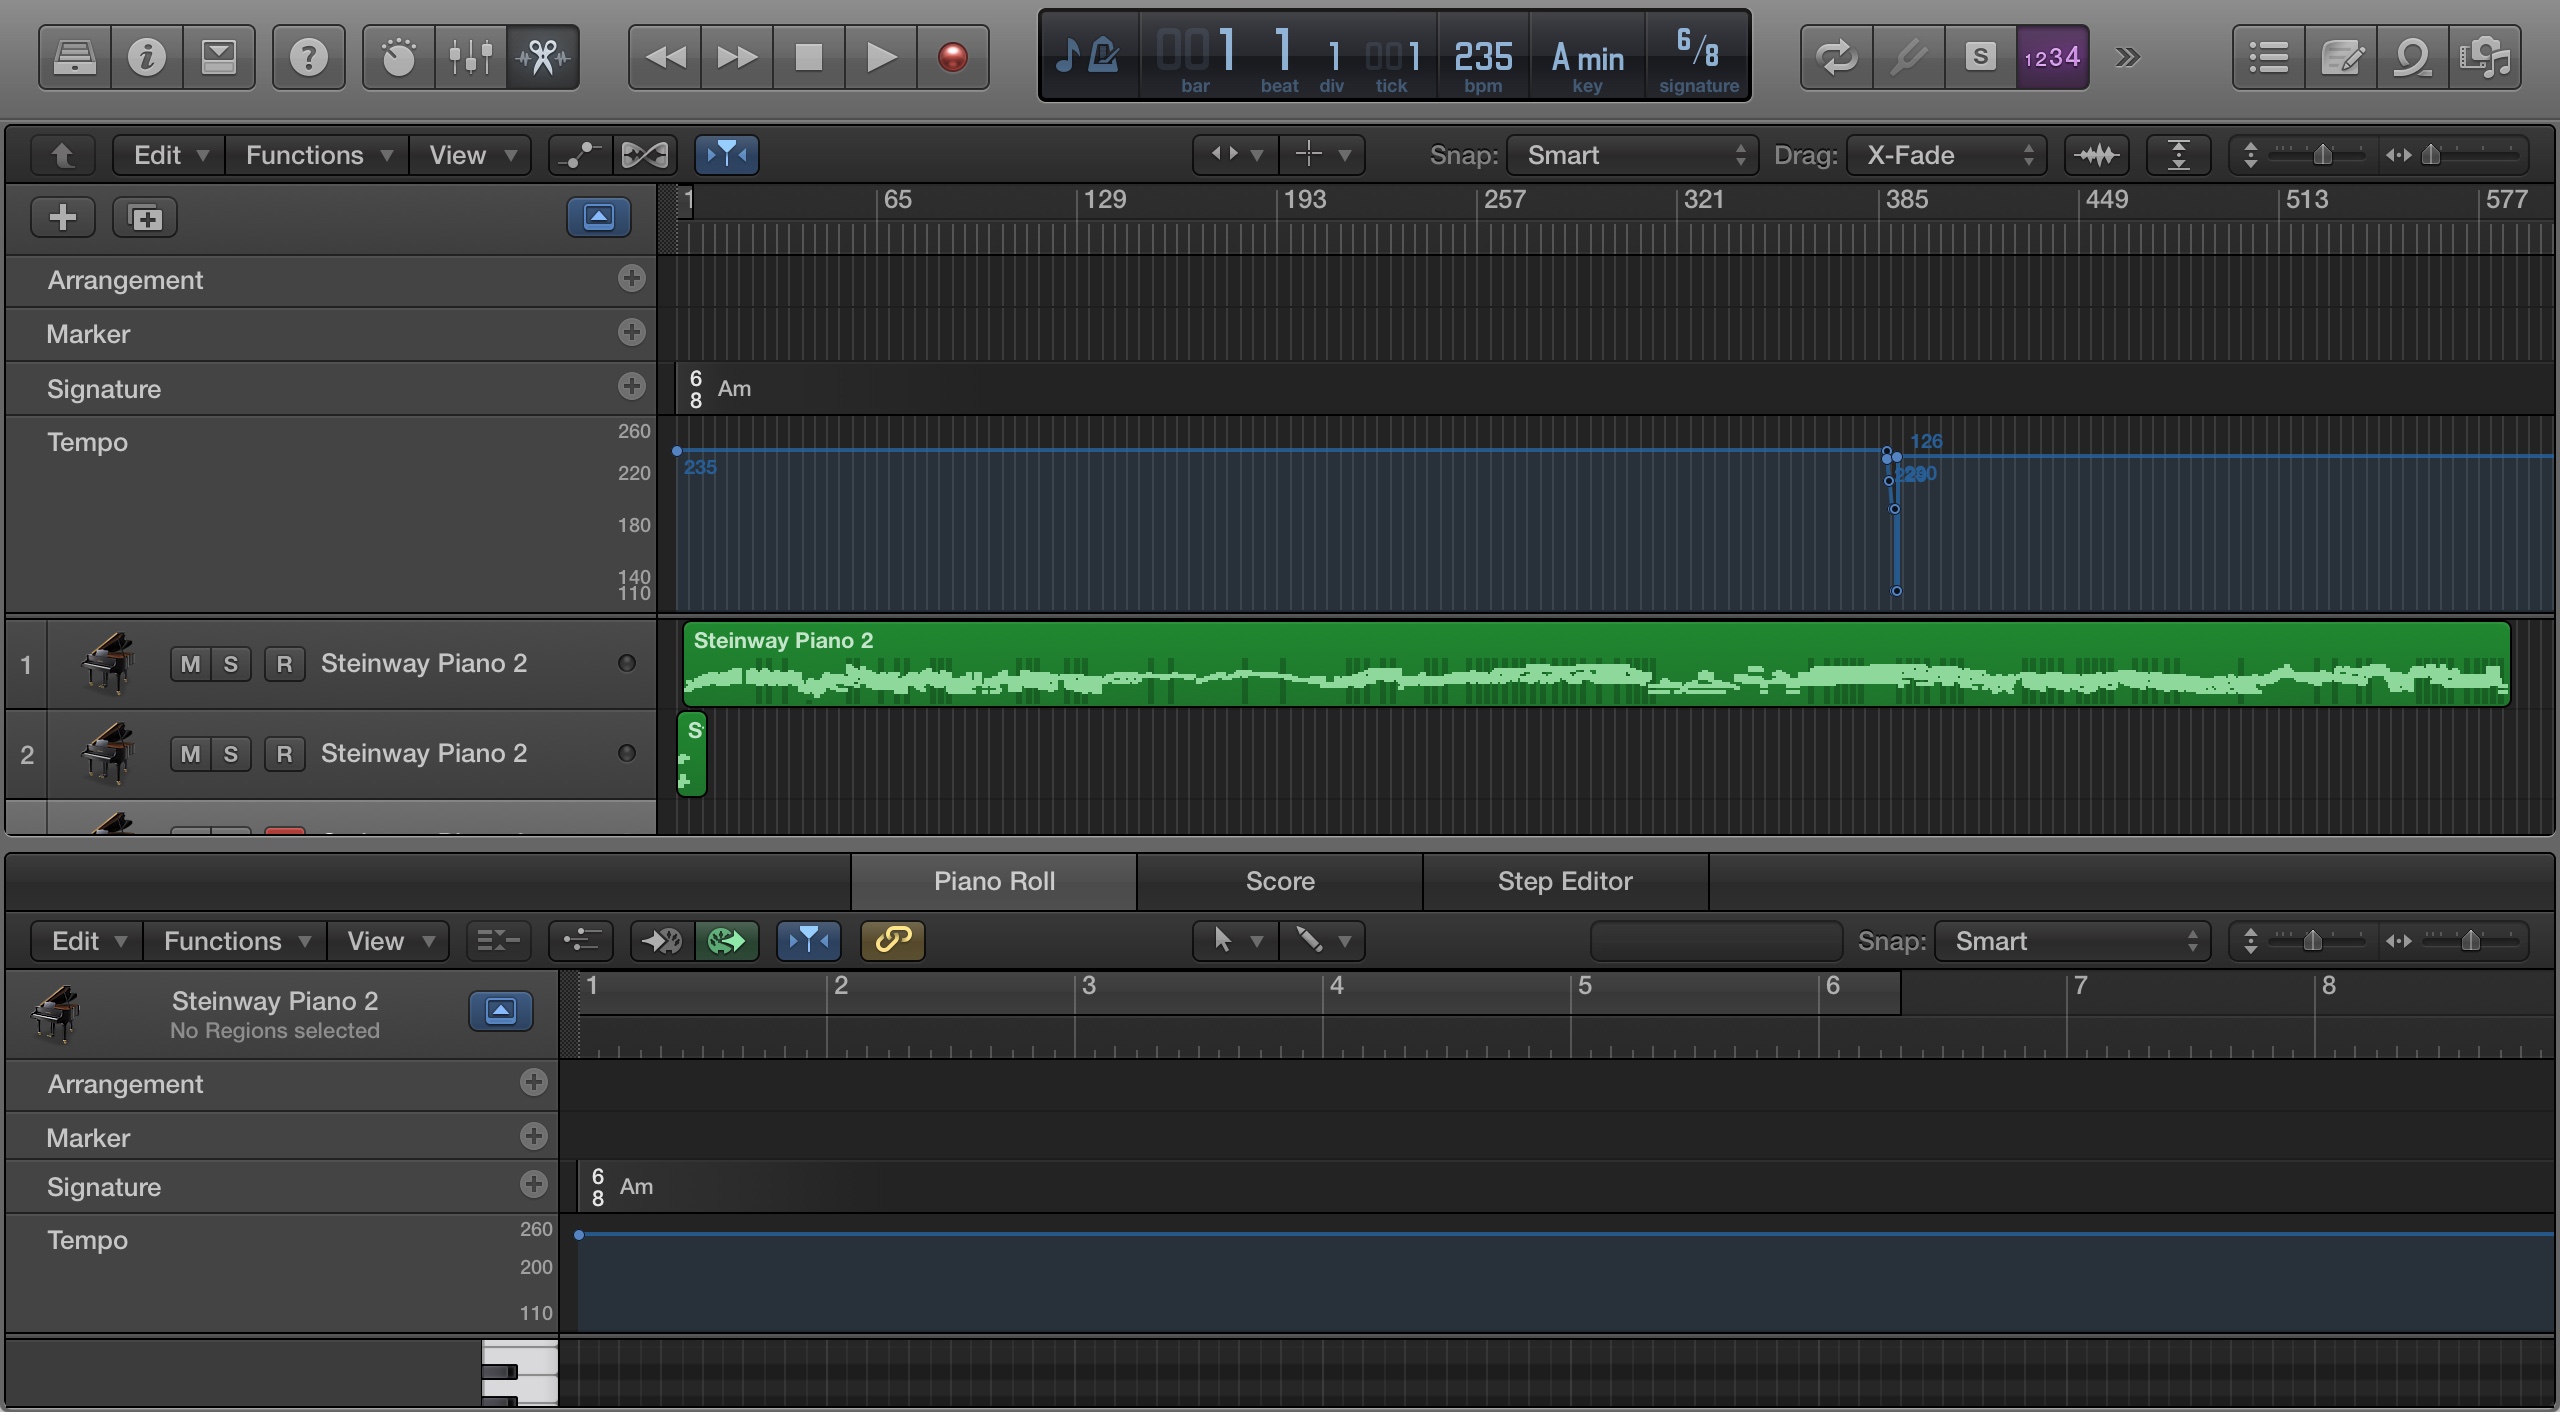 001 1 1 001 235 A min 6/8
bar beat div tick bpm key signature
S 1234
Edit Functions View Snap: Smart Drag: X-Fade
1 65 129 193 257 321 385 449 513 577
Arrangement
Marker
Signature 6 8 Am
Tempo 260 220 180 140 110
235
126
Steinway Piano 2
1 M S R Steinway Piano 2
S
2 M S R Steinway Piano 2
Piano Roll Score Step Editor
Edit Functions View Snap: Smart
Steinway Piano 2
No Regions selected
1 2 3 4 5 6 7 8
Arrangement
Marker
Signature 6 8 Am
Tempo 260 200 110